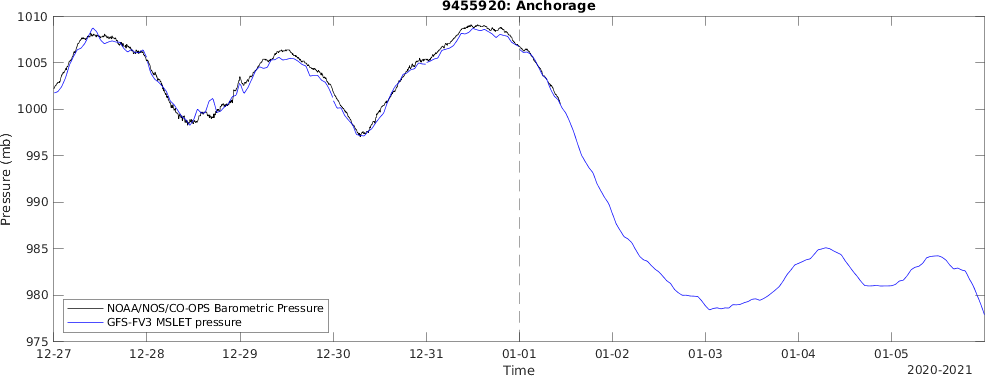 9455920: Anchorage
1010
1005
1000
995
990
985
980
975
Pressure (mb)
NOAA/NOS/CO-OPS Barometric Pressure
GFS-FV3 MSLET pressure
12-27 12-28 12-29 12-30 12-31 01-01 01-02 01-03 01-04 01-05
Time
2020-2021